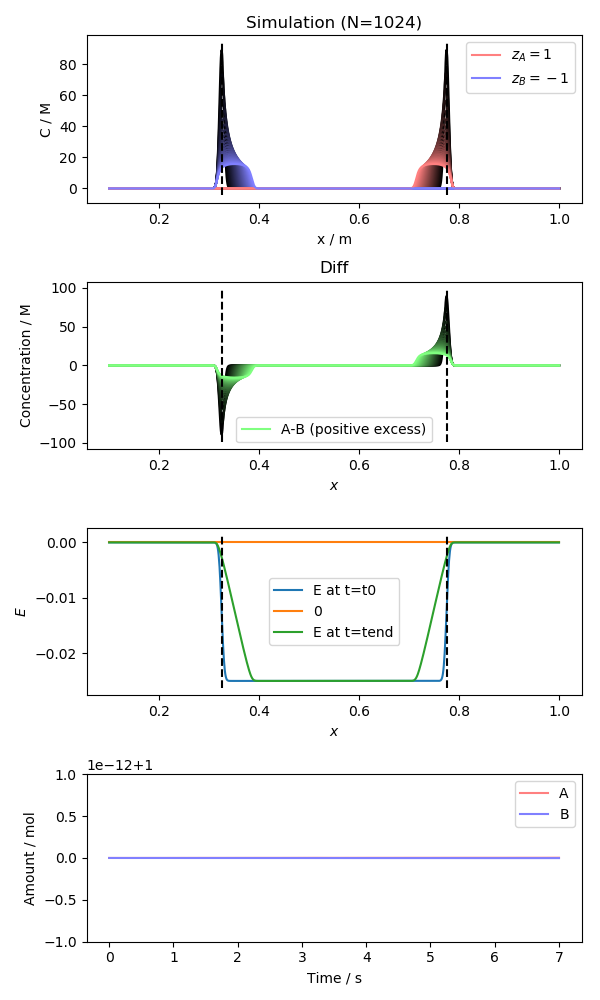 Simulation (N=1024)
C / M
80
60
40
20
0
z_A = 1
z_B = −1
0.2 0.4 0.6 0.8 1.0
x / m
Diff
Concentration / M
100
50
0
−50
−100
A-B (positive excess)
0.2 0.4 0.6 0.8 1.0
x
E
0.00
−0.01
−0.02
E at t=t0
0
E at t=tend
0.2 0.4 0.6 0.8 1.0
x
1e−12+1
Amount / mol
1.0
0.5
0.0
−0.5
−1.0
A
B
0 1 2 3 4 5 6 7
Time / s